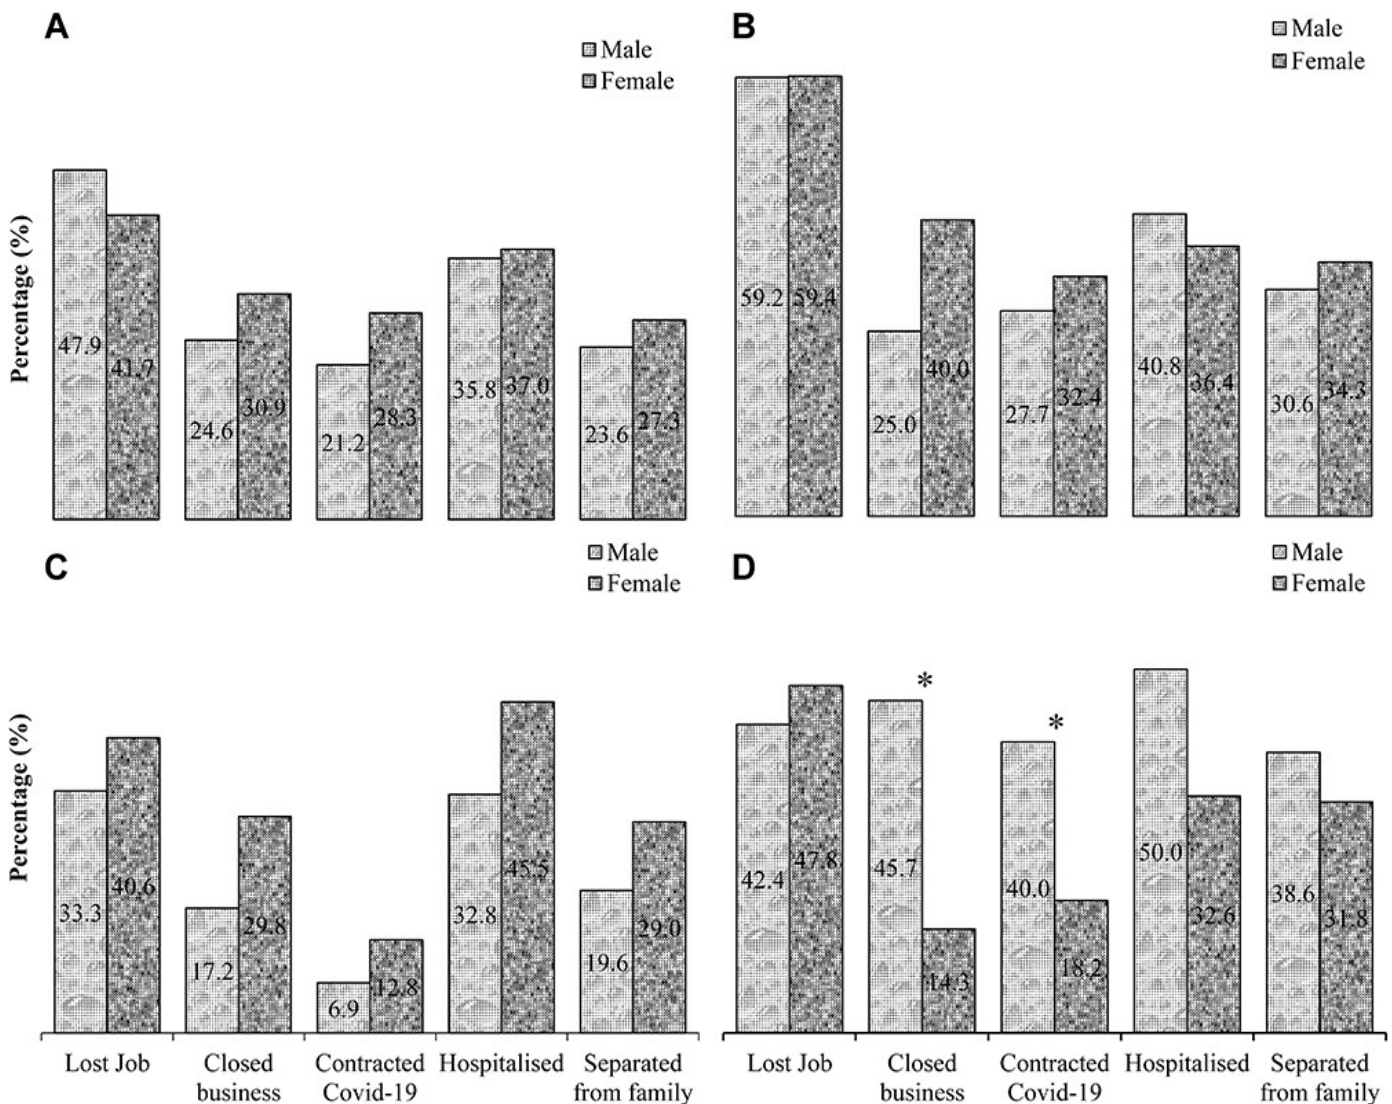 A
Male
Female
Percentage (%)
47.9
41.7
24.6
30.9
21.2
28.3
35.8
37.0
23.6
27.3
B
Male
Female
59.2
59.4
25.0
40.0
27.7
32.4
40.8
36.4
30.6
34.3
C
Male
Female
Percentage (%)
33.3
40.6
17.2
29.8
6.9
12.8
32.8
45.5
19.6
29.0
Lost Job
Closed
business
Contracted
Covid-19
Hospitalised
Separated
from family
D
Male
Female
42.4
47.8
45.7
*
14.3
40.0
*
18.2
50.0
32.6
38.6
31.8
Lost Job
Closed
business
Contracted
Covid-19
Hospitalised
Separated
from family